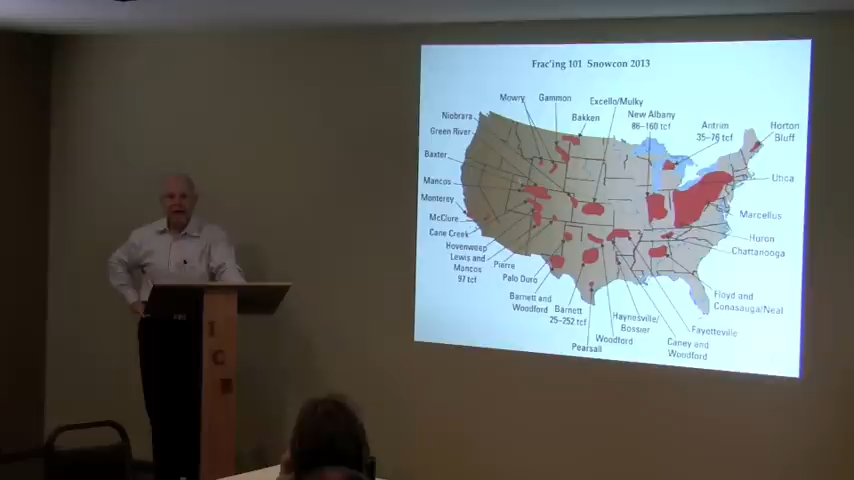 Frac'ing 101 Snowcon 2013
Mowry
Gammon
Excello/Mulky
Niobrara
Bakken
New Albany
86–160 tcf
Antrim
35–76 tcf
Horton
Bluff
Green River
Baxter
Utica
Mancos
Monterey
McClure
Marcellus
Cane Creek
Huron
Hovenweep
Chattanooga
Lewis and
Mancos
97 tcf
Pierre
Palo Duro
Barnett and
Woodford
Barnett
25–252 tcf
Floyd and
Conasauga/Neal
Haynesville/
Bossier
Fayetteville
Woodford
Caney and
Woodford
Pearsall